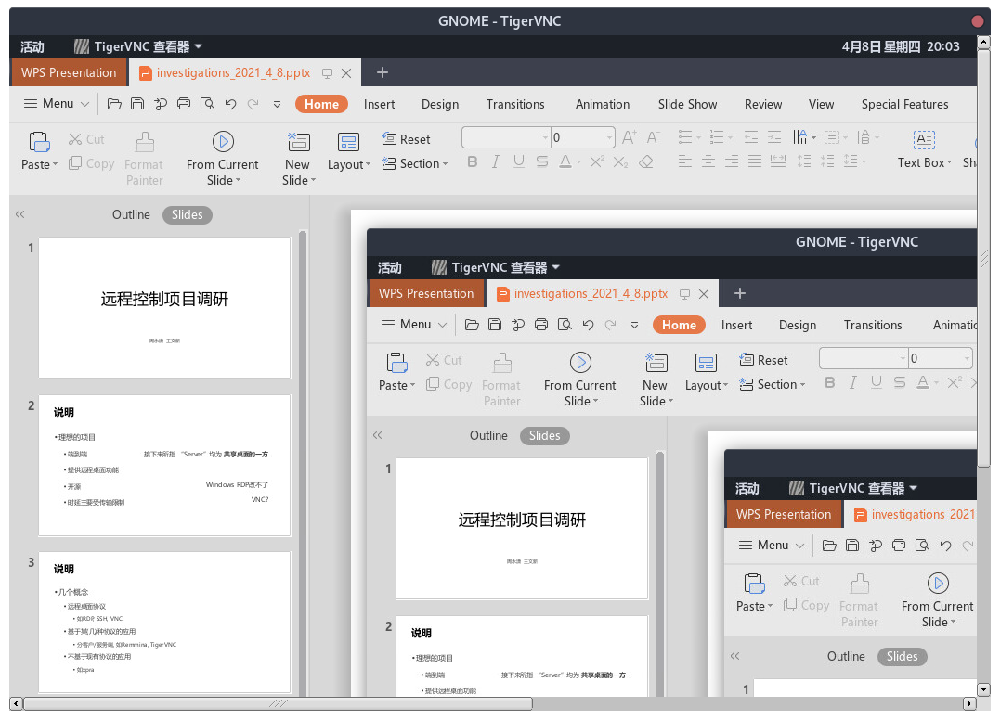 GNOME - TigerVNC
活动 TigerVNC 查看器 4月8日 星期四 20:03
WPS Presentation investigations_2021_4_8.pptx
Menu Home Insert Design Transitions Animation Slide Show Review View Special Features
Cut Reset 0
Paste Copy Format Painter From Current Slide New Slide Layout Section Text Box
Outline Slides
1
远程控制项目调研
2
说明
•理想的项目
•端到端 接下来所指 “Server”均为 共享桌面的一方
•提供远程桌面功能
•开源 Windows RDP改不了
•时延主要受传输限制 VNC?
3
说明
•几个概念
•远程桌面协议
•如RDP, SSH, VNC
•基于某(几)种协议的应用
•分客户/服务端, 如Remmina, TigerVNC
•不基于现有协议的应用
•如xpra
GNOME - TigerVNC
活动 TigerVNC 查看器
WPS Presentation investigations_2021_4_8.pptx
Menu Home Insert Design Transitions
Cut Reset 0
Paste Copy Format Painter From Current Slide New Slide Layout Section
Outline Slides
1
远程控制项目调研
2
说明
•理想的项目
•端到端 接下来所指 “Server”均为 共享桌面的一方
•提供远程桌面功能
活动 TigerVNC 查看器
WPS Presentation investigations_2021
Menu
Cut
Paste Copy Format Painter From Current Slide
Outline Slides
1